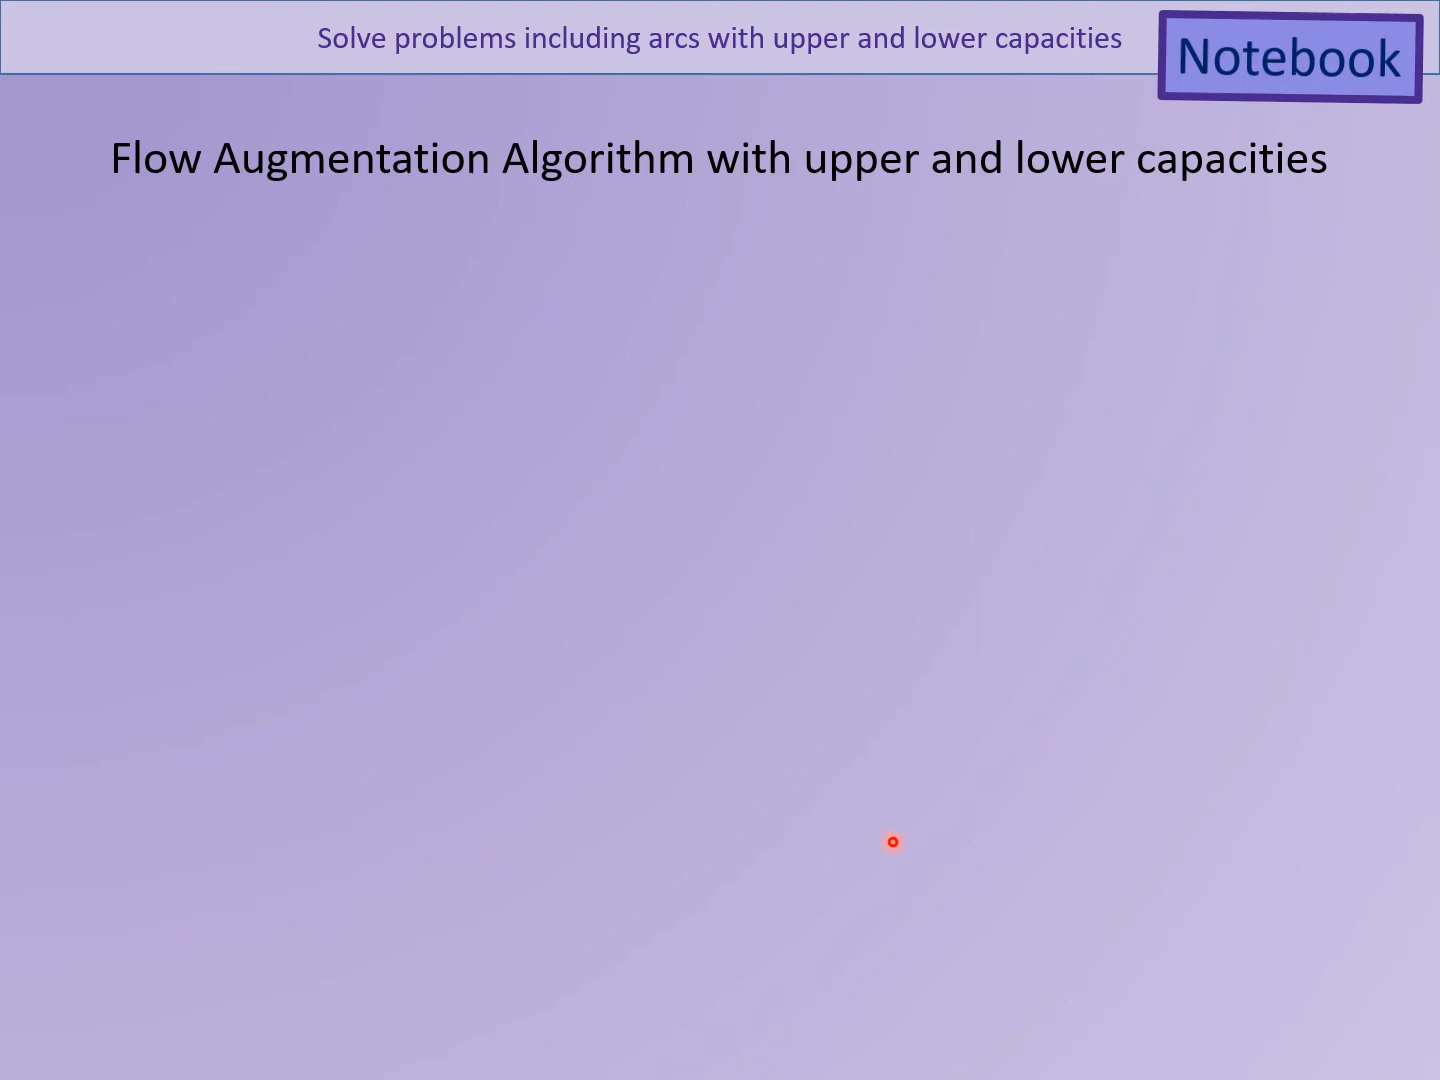 Solve problems including arcs with upper and lower capacities
Notebook
Flow Augmentation Algorithm with upper and lower capacities